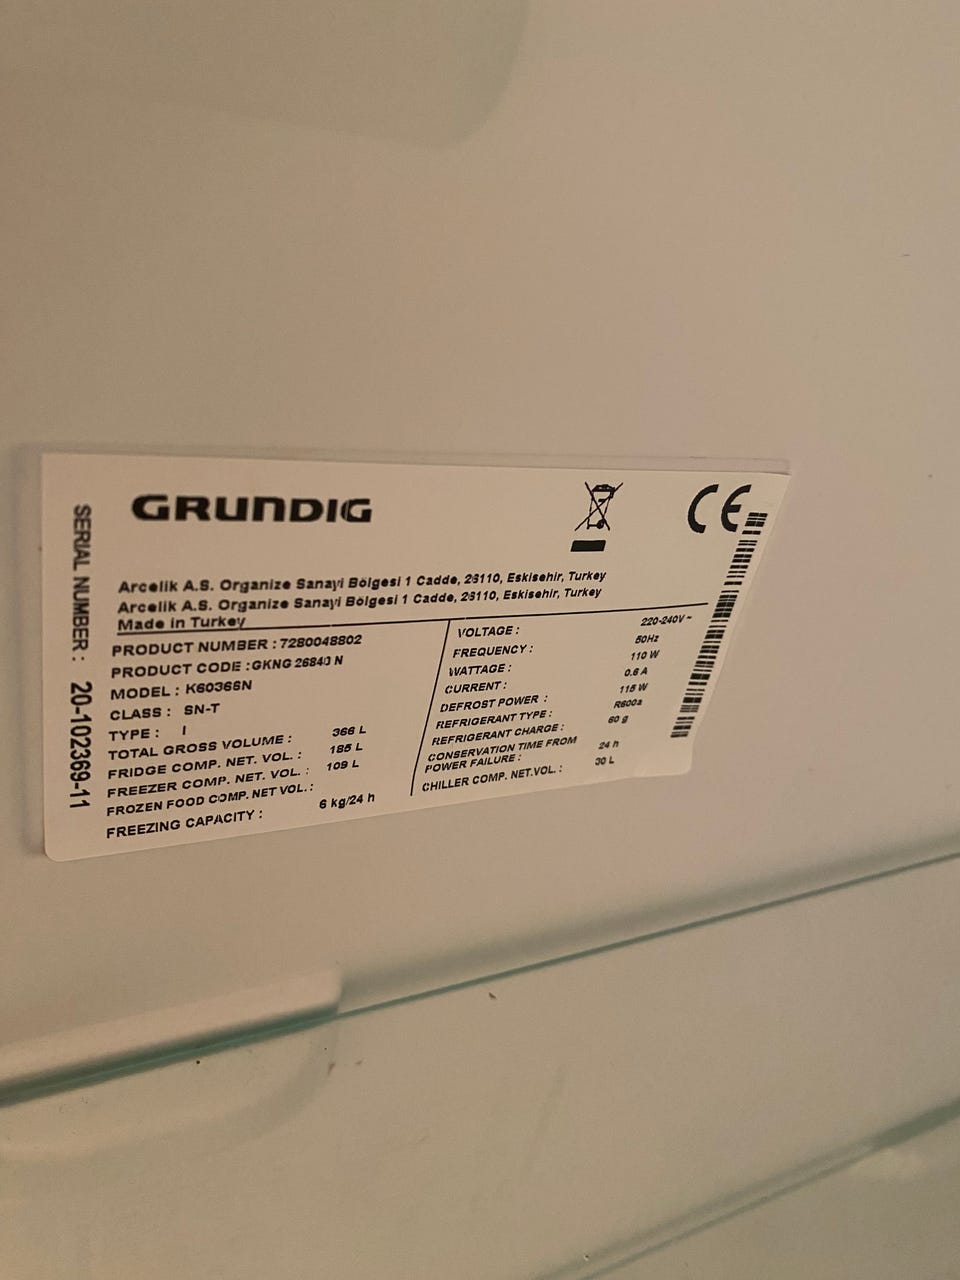 GRUNDIG
CE
Arcelik A.S. Organize Sanayi Bölgesi 1 Cadde, 26110, Eskisehir, Turkey
Arcelik A.S. Organize Sanayi Bölgesi 1 Cadde, 26110, Eskisehir, Turkey
Made in Turkey
SERIAL NUMBER : 20-102369-11
PRODUCT NUMBER : 7280048802
PRODUCT CODE : GKNG 26840 N
MODEL : K60366N
CLASS : SN-T
TYPE : I
TOTAL GROSS VOLUME : 366 L
FRIDGE COMP. NET. VOL. : 185 L
FREEZER COMP. NET. VOL. : 109 L
FROZEN FOOD COMP. NET VOL. :
FREEZING CAPACITY : 6 kg/24 h
VOLTAGE : 220-240V ~
FREQUENCY : 50Hz
WATTAGE : 110 W
CURRENT : 0.6 A
DEFROST POWER : 115 W
REFRIGERANT TYPE : R600a
REFRIGERANT CHARGE : 60 g
CONSERVATION TIME FROM
POWER FAILURE : 24 h
CHILLER COMP. NET.VOL. : 30 L